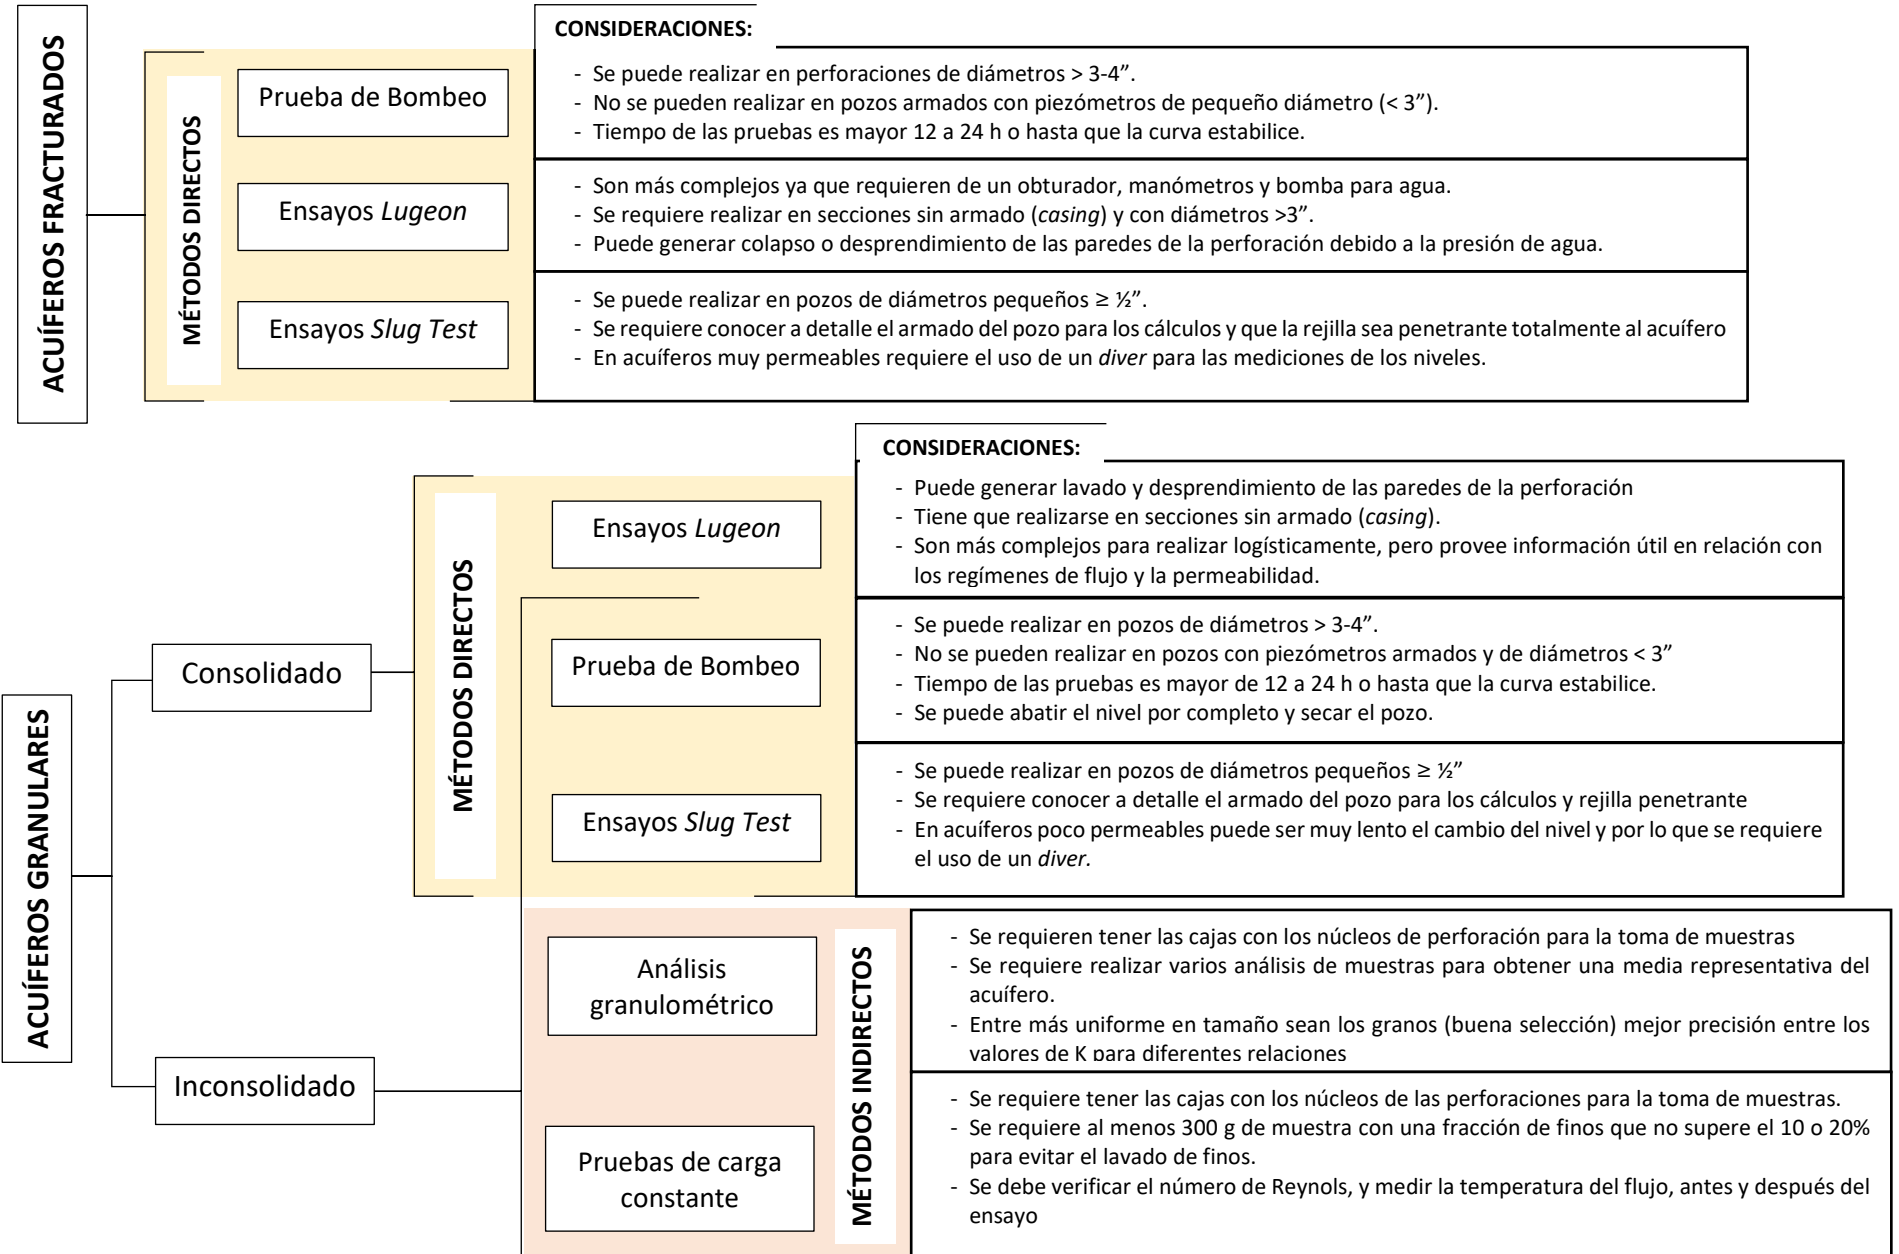 ACUÍFEROS FRACTURADOS
MÉTODOS DIRECTOS
CONSIDERACIONES:
Prueba de Bombeo
- Se puede realizar en perforaciones de diámetros > 3-4”.
- No se pueden realizar en pozos armados con piezómetros de pequeño diámetro (< 3”).
- Tiempo de las pruebas es mayor 12 a 24 h o hasta que la curva estabilice.
Ensayos Lugeon
- Son más complejos ya que requieren de un obturador, manómetros y bomba para agua.
- Se requiere realizar en secciones sin armado (casing) y con diámetros >3”.
- Puede generar colapso o desprendimiento de las paredes de la perforación debido a la presión de agua.
Ensayos Slug Test
- Se puede realizar en pozos de diámetros pequeños ≥ ½”.
- Se requiere conocer a detalle el armado del pozo para los cálculos y que la rejilla sea penetrante totalmente al acuífero
- En acuíferos muy permeables requiere el uso de un diver para las mediciones de los niveles.
ACUÍFEROS GRANULARES
Consolidado
MÉTODOS DIRECTOS
CONSIDERACIONES:
Ensayos Lugeon
- Puede generar lavado y desprendimiento de las paredes de la perforación
- Tiene que realizarse en secciones sin armado (casing).
- Son más complejos para realizar logísticamente, pero provee información útil en relación con
los regímenes de flujo y la permeabilidad.
Prueba de Bombeo
- Se puede realizar en pozos de diámetros > 3-4”.
- No se pueden realizar en pozos con piezómetros armados y de diámetros < 3”
- Tiempo de las pruebas es mayor de 12 a 24 h o hasta que la curva estabilice.
- Se puede abatir el nivel por completo y secar el pozo.
Ensayos Slug Test
- Se puede realizar en pozos de diámetros pequeños ≥ ½”
- Se requiere conocer a detalle el armado del pozo para los cálculos y rejilla penetrante
- En acuíferos poco permeables puede ser muy lento el cambio del nivel y por lo que se requiere
el uso de un diver.
Inconsolidado
MÉTODOS INDIRECTOS
Análisis
granulométrico
- Se requieren tener las cajas con los núcleos de perforación para la toma de muestras
- Se requiere realizar varios análisis de muestras para obtener una media representativa del
acuífero.
- Entre más uniforme en tamaño sean los granos (buena selección) mejor precisión entre los
valores de K para diferentes relaciones
Pruebas de carga
constante
- Se requiere tener las cajas con los núcleos de las perforaciones para la toma de muestras.
- Se requiere al menos 300 g de muestra con una fracción de finos que no supere el 10 o 20%
para evitar el lavado de finos.
- Se debe verificar el número de Reynols, y medir la temperatura del flujo, antes y después del
ensayo